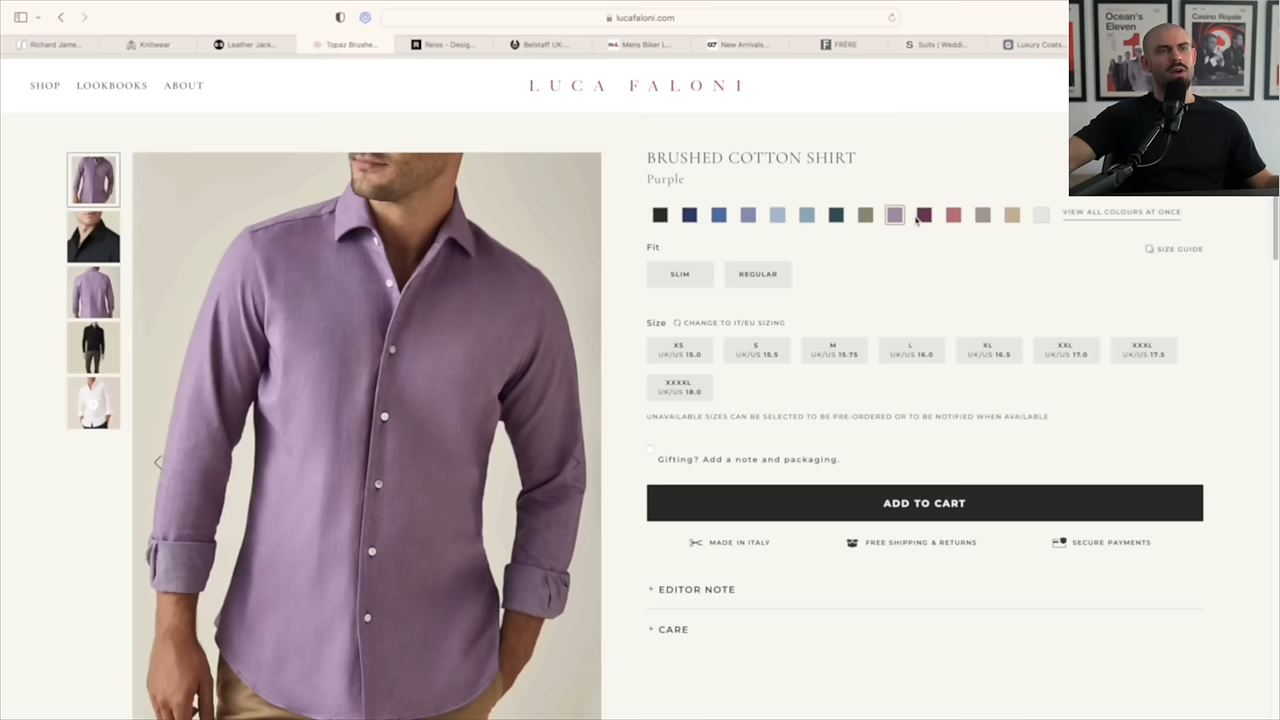 lucafaloni.com
Richard Jame...
Knitwear
Leather Jack...
Topaz Brushe...
Reiss - Desig...
Belstaff UK:...
Mens Biker L...
New Arrivals...
FRERE
Suits | Weddi...
Luxury Coats...
Ocean's
Eleven
Casino Royale
SHOP
LOOKBOOKS
ABOUT
LUCA FALONI
BRUSHED COTTON SHIRT
Purple
VIEW ALL COLOURS AT ONCE
Fit
SIZE GUIDE
SLIM
REGULAR
Size
CHANGE TO IT/EU SIZING
XS
UK/US 15.0
S
UK/US 15.5
M
UK/US 15.75
L
UK/US 16.0
XL
UK/US 16.5
XXL
UK/US 17.0
XXXL
UK/US 17.5
XXXXL
UK/US 18.0
UNAVAILABLE SIZES CAN BE SELECTED TO BE PRE-ORDERED OR TO BE NOTIFIED WHEN AVAILABLE
Gifting? Add a note and packaging.
ADD TO CART
MADE IN ITALY
FREE SHIPPING & RETURNS
SECURE PAYMENTS
+ EDITOR NOTE
+ CARE